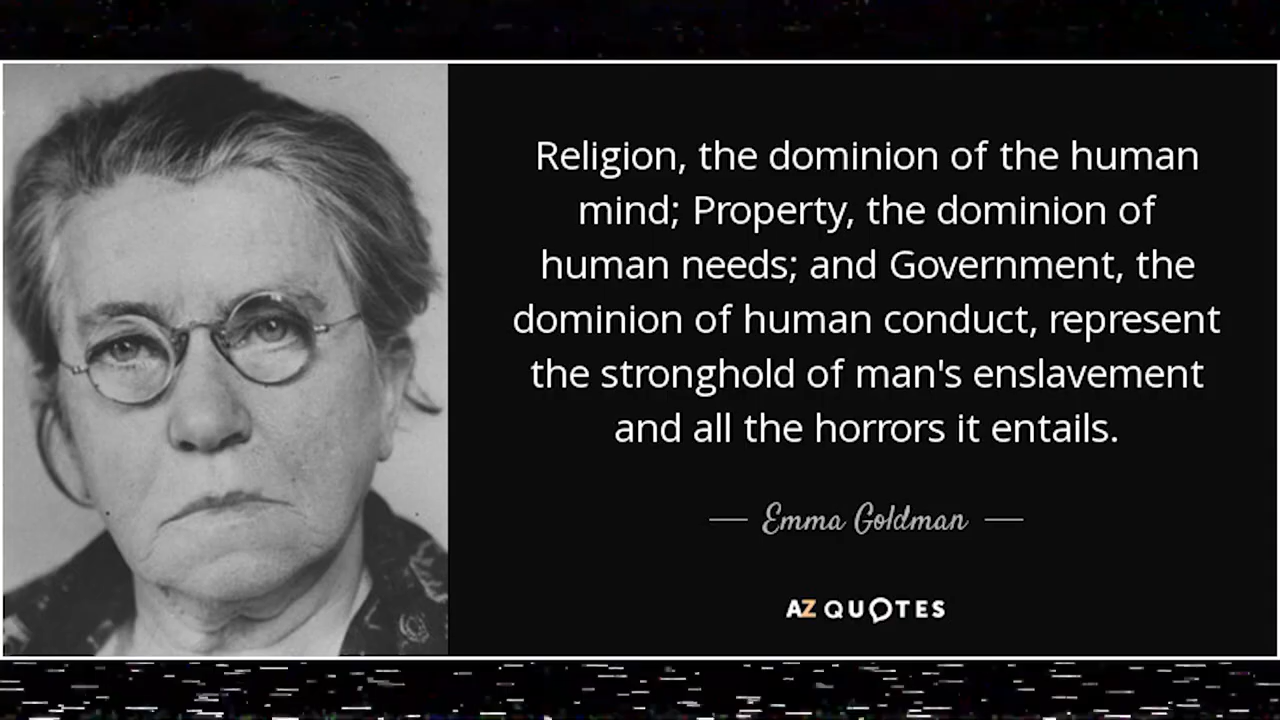 Religion, the dominion of the human
mind; Property, the dominion of
human needs; and Government, the
dominion of human conduct, represent
the stronghold of man's enslavement
and all the horrors it entails.
Emma Goldman
AZ QUOTES